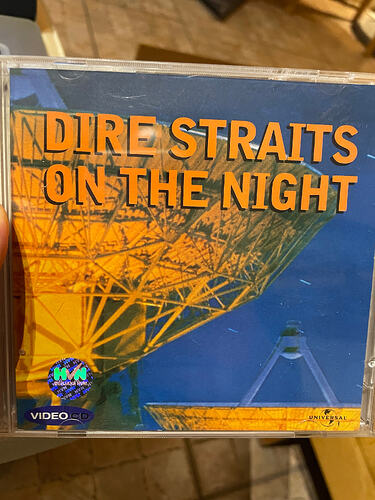 DIRE STRAITS
ON THE NIGHT
VIDEO CD
UNIVERSAL